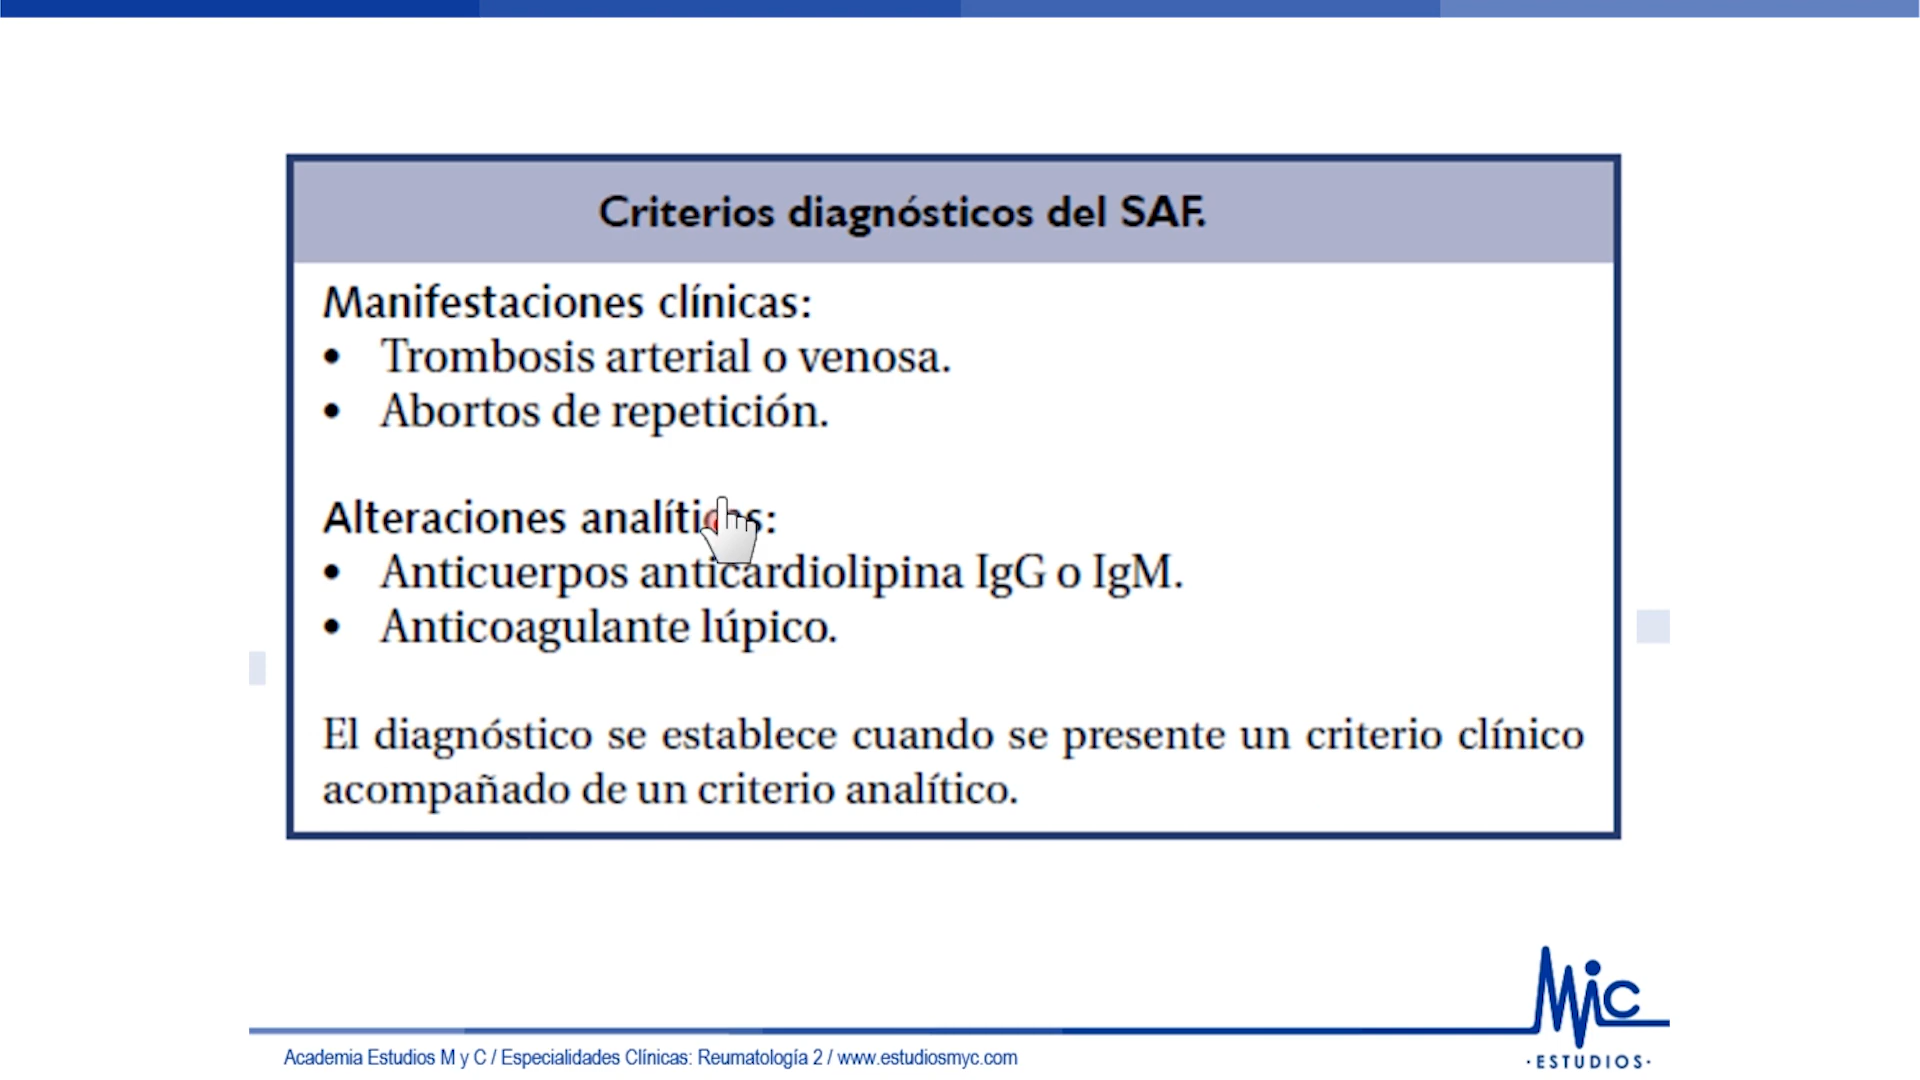 Criterios diagnósticos del SAF.
Manifestaciones clínicas:
• Trombosis arterial o venosa.
• Abortos de repetición.
Alteraciones analíticas:
• Anticuerpos anticardiolipina IgG o IgM.
• Anticoagulante lúpico.
El diagnóstico se establece cuando se presente un criterio clínico
acompañado de un criterio analítico.
Mic
·ESTUDIOS·
Academia Estudios M y C / Especialidades Clínicas: Reumatología 2 / www.estudiosmyc.com